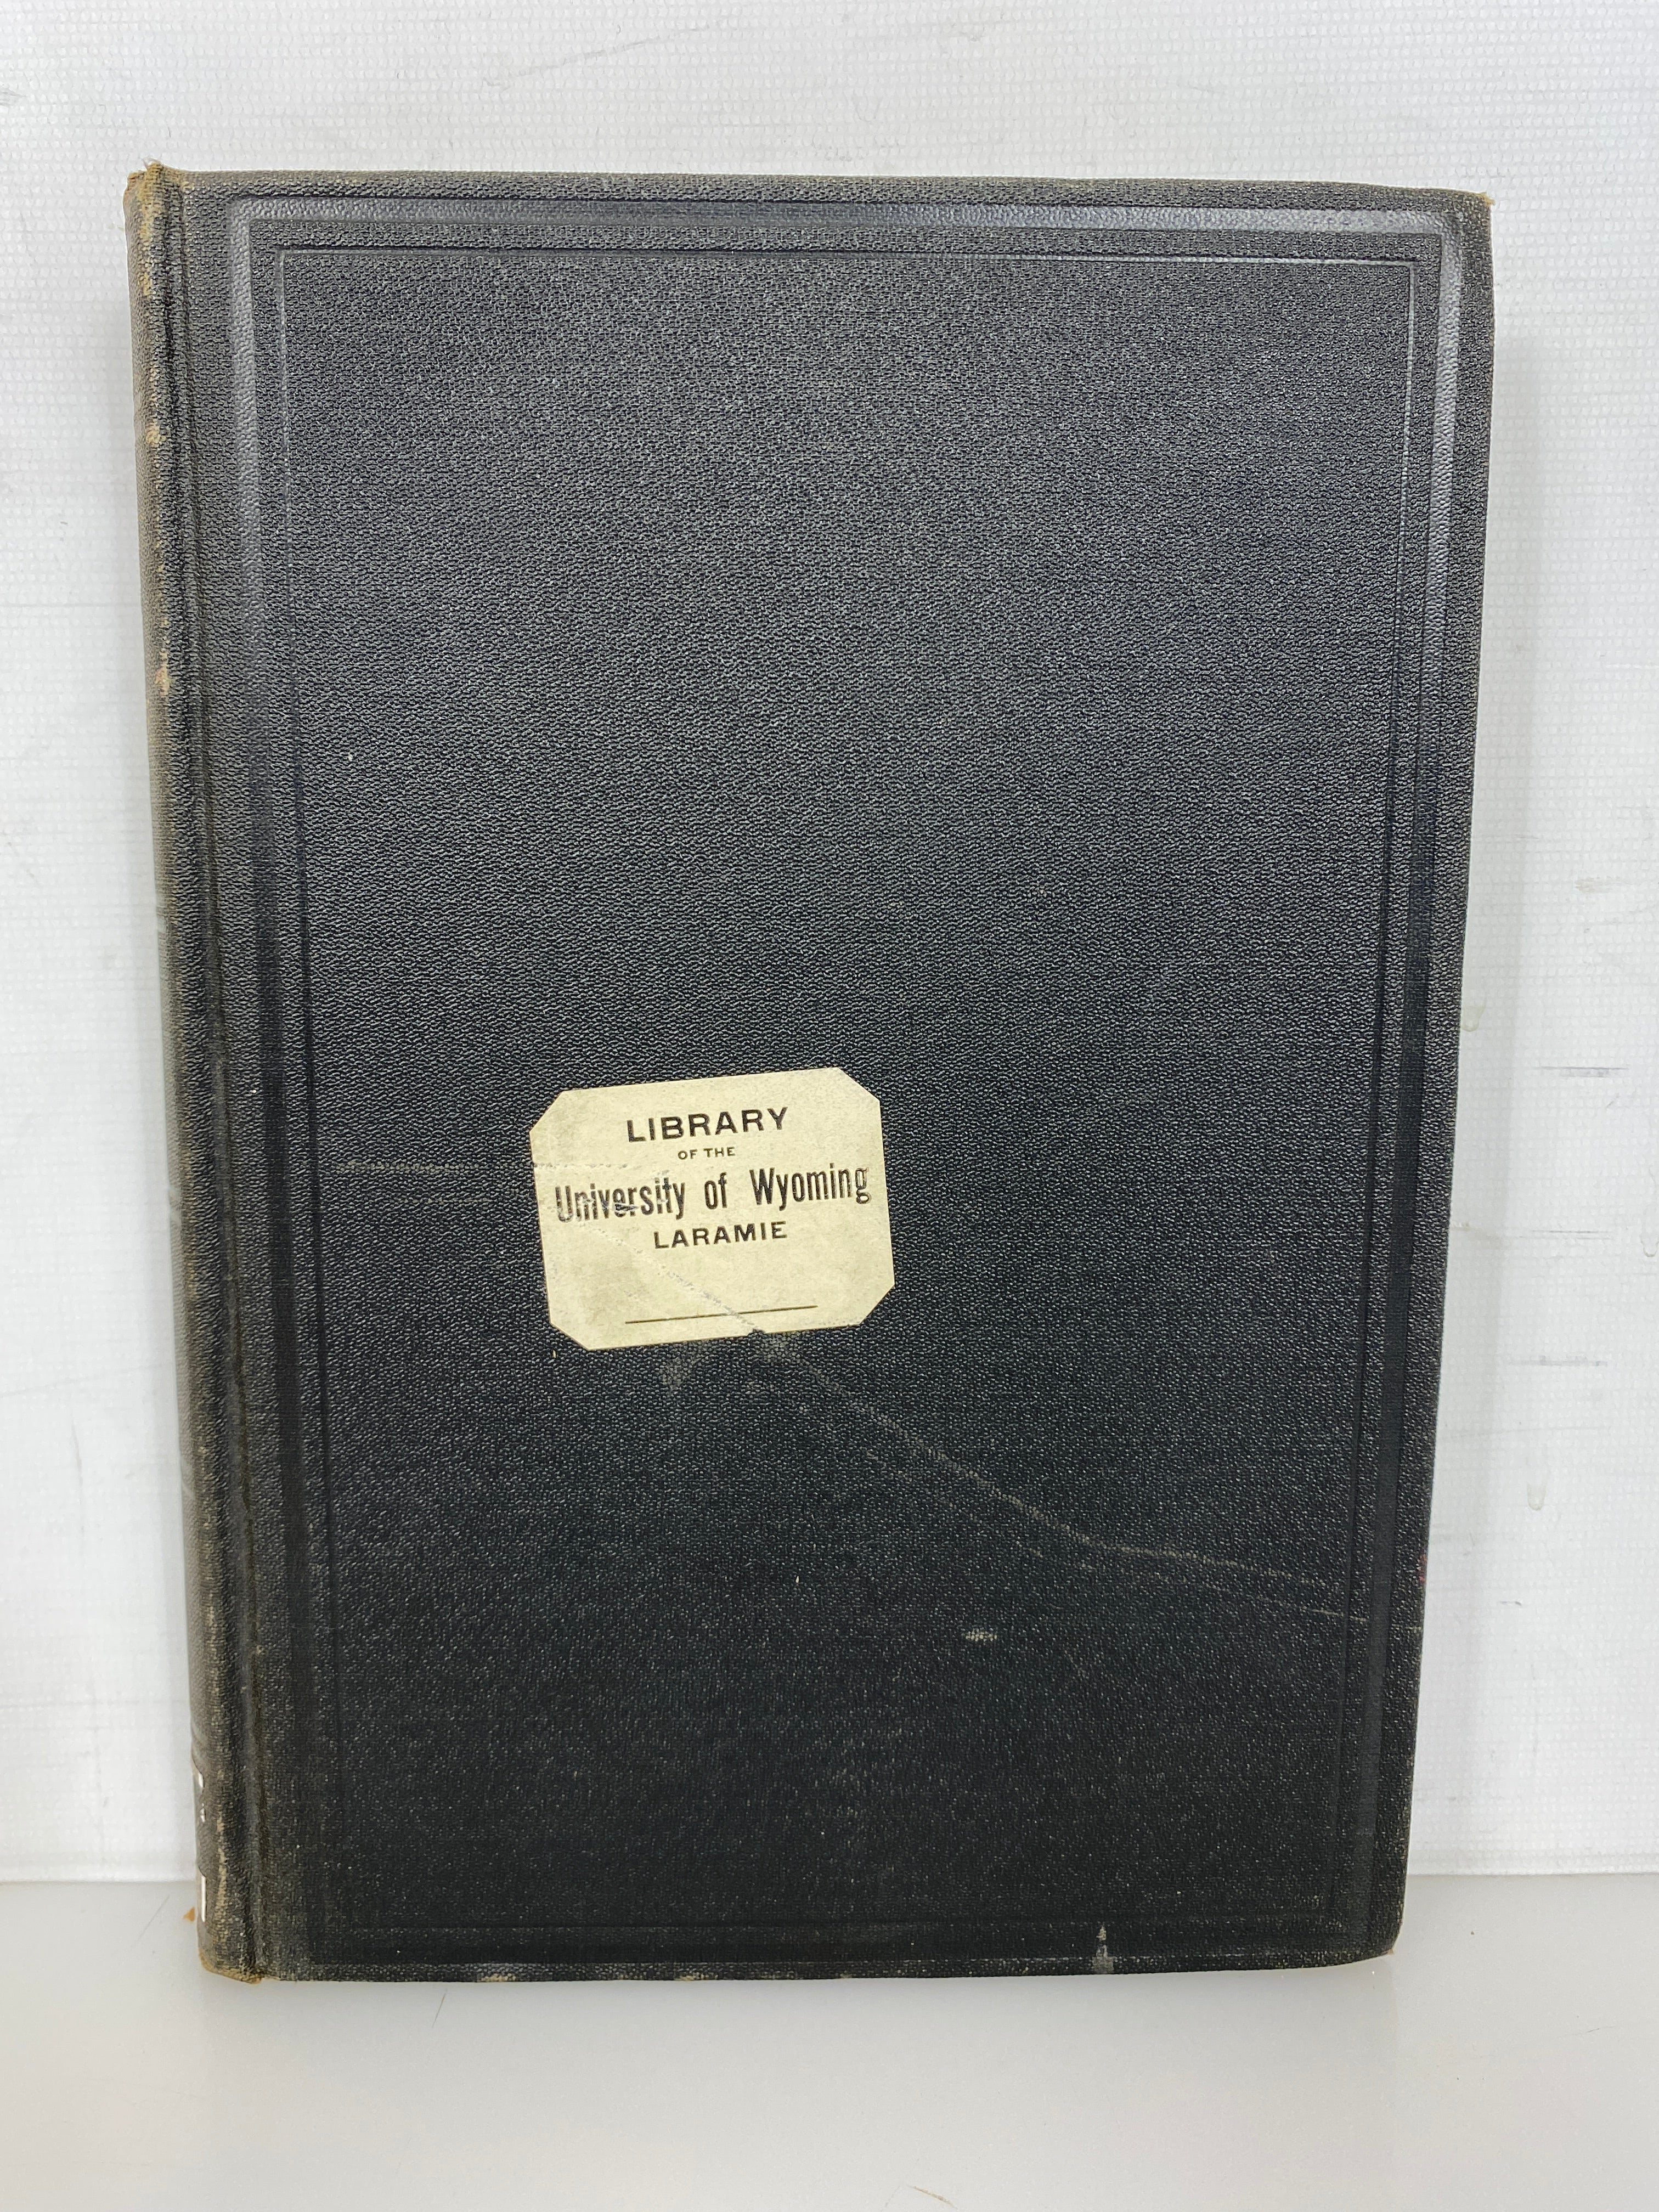 LIBRARY
OF THE
University of Wyoming
LARAMIE